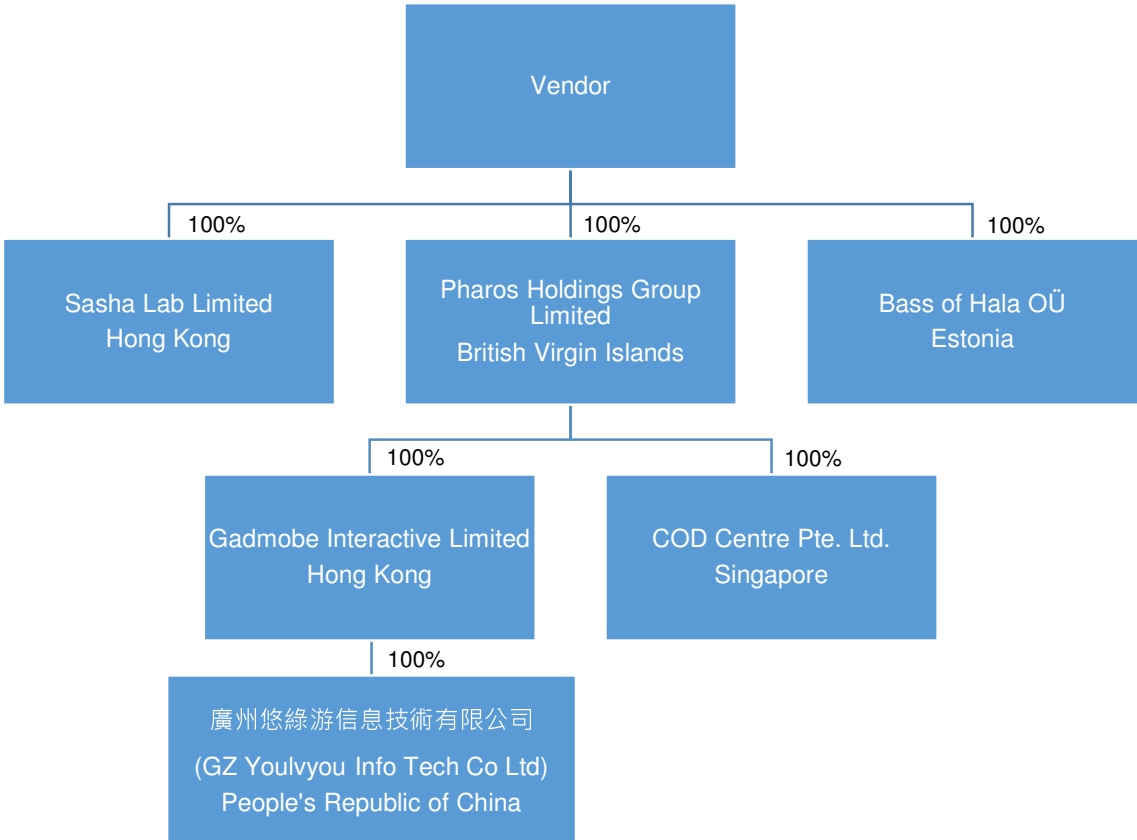 Vendor
100%
100%
100%
Sasha Lab Limited
Hong Kong
Pharos Holdings Group
Limited
British Virgin Islands
Bass of Hala OÜ
Estonia
100%
100%
Gadmobe Interactive Limited
Hong Kong
COD Centre Pte. Ltd.
Singapore
100%
廣州悠綠游信息技術有限公司
(GZ Youlvyou Info Tech Co Ltd)
People's Republic of China